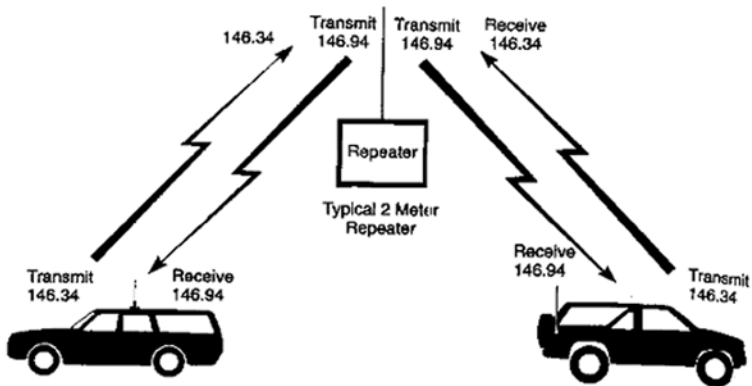 146.34
Transmit
146.94
Transmit
146.94
Receive
146.34
Repeater
Typical 2 Meter
Repeater
Transmit
146.34
Receive
146.94
Receive
146.94
Transmit
146.34